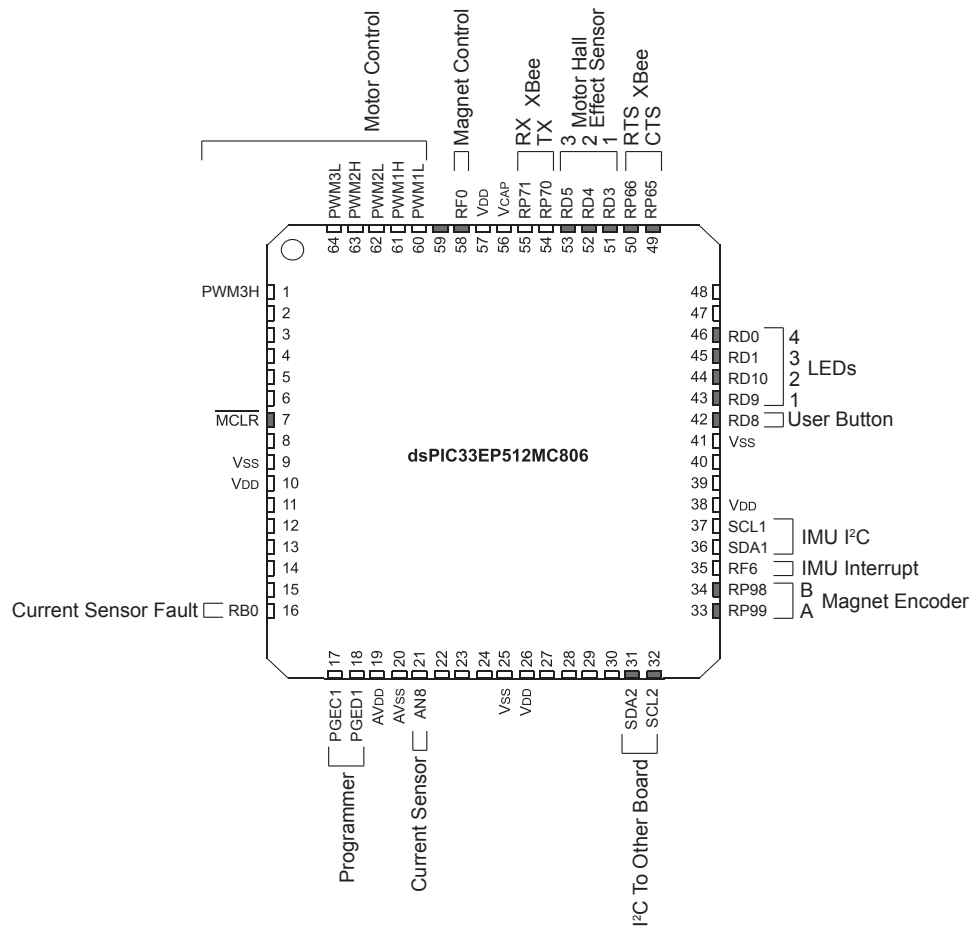 Motor Control
Magnet Control
RX XBee
TX
3 Motor Hall
2 Effect Sensor
1
RTS XBee
CTS
PWM3L
PWM2H
PWM2L
PWM1H
PWM1L
RF0
VDD
VCAP
RP71
RP70
RD5
RD4
RD3
RP66
RP65
64 63 62 61 60 59 58 57 56 55 54 53 52 51 50 49
PWM3H 1
2
3
4
5
6
MCLR 7
8
VSS 9
VDD 10
11
12
13
14
15
Current Sensor Fault RB0 16
dsPIC33EP512MC806
48
47
46 RD0 4
45 RD1 3
LEDs
44 RD10 2
43 RD9 1
42 RD8 User Button
41 VSS
40
39
38 VDD
37 SCL1
IMU I²C
36 SDA1
35 RF6 IMU Interrupt
34 RP98 B
Magnet Encoder
33 RP99 A
17 18 19 20 21 22 23 24 25 26 27 28 29 30 31 32
PGEC1
PGED1
AVDD
AVSS
AN8
VSS
VDD
SDA2
SCL2
Programmer
Current Sensor
I²C To Other Board